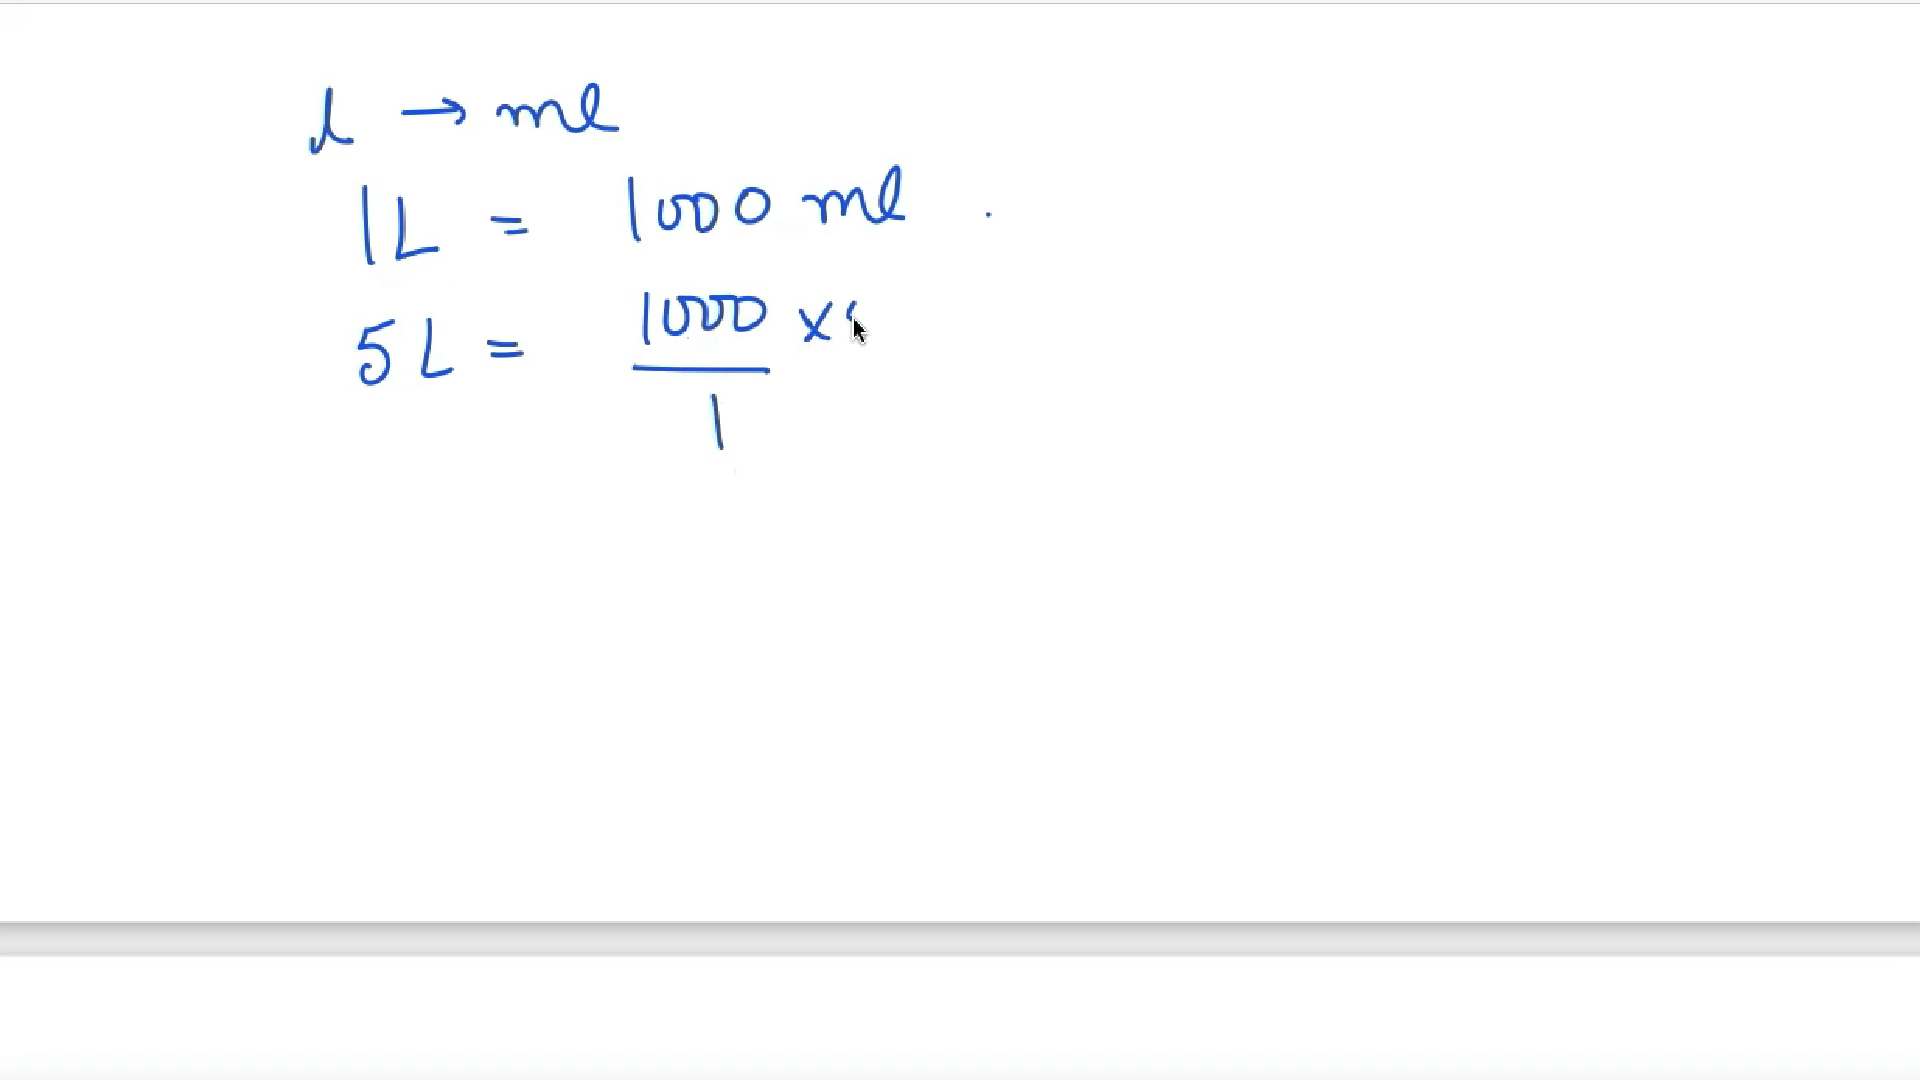 l → ml
1L = 1000 ml .
5L = 1000 ×
1